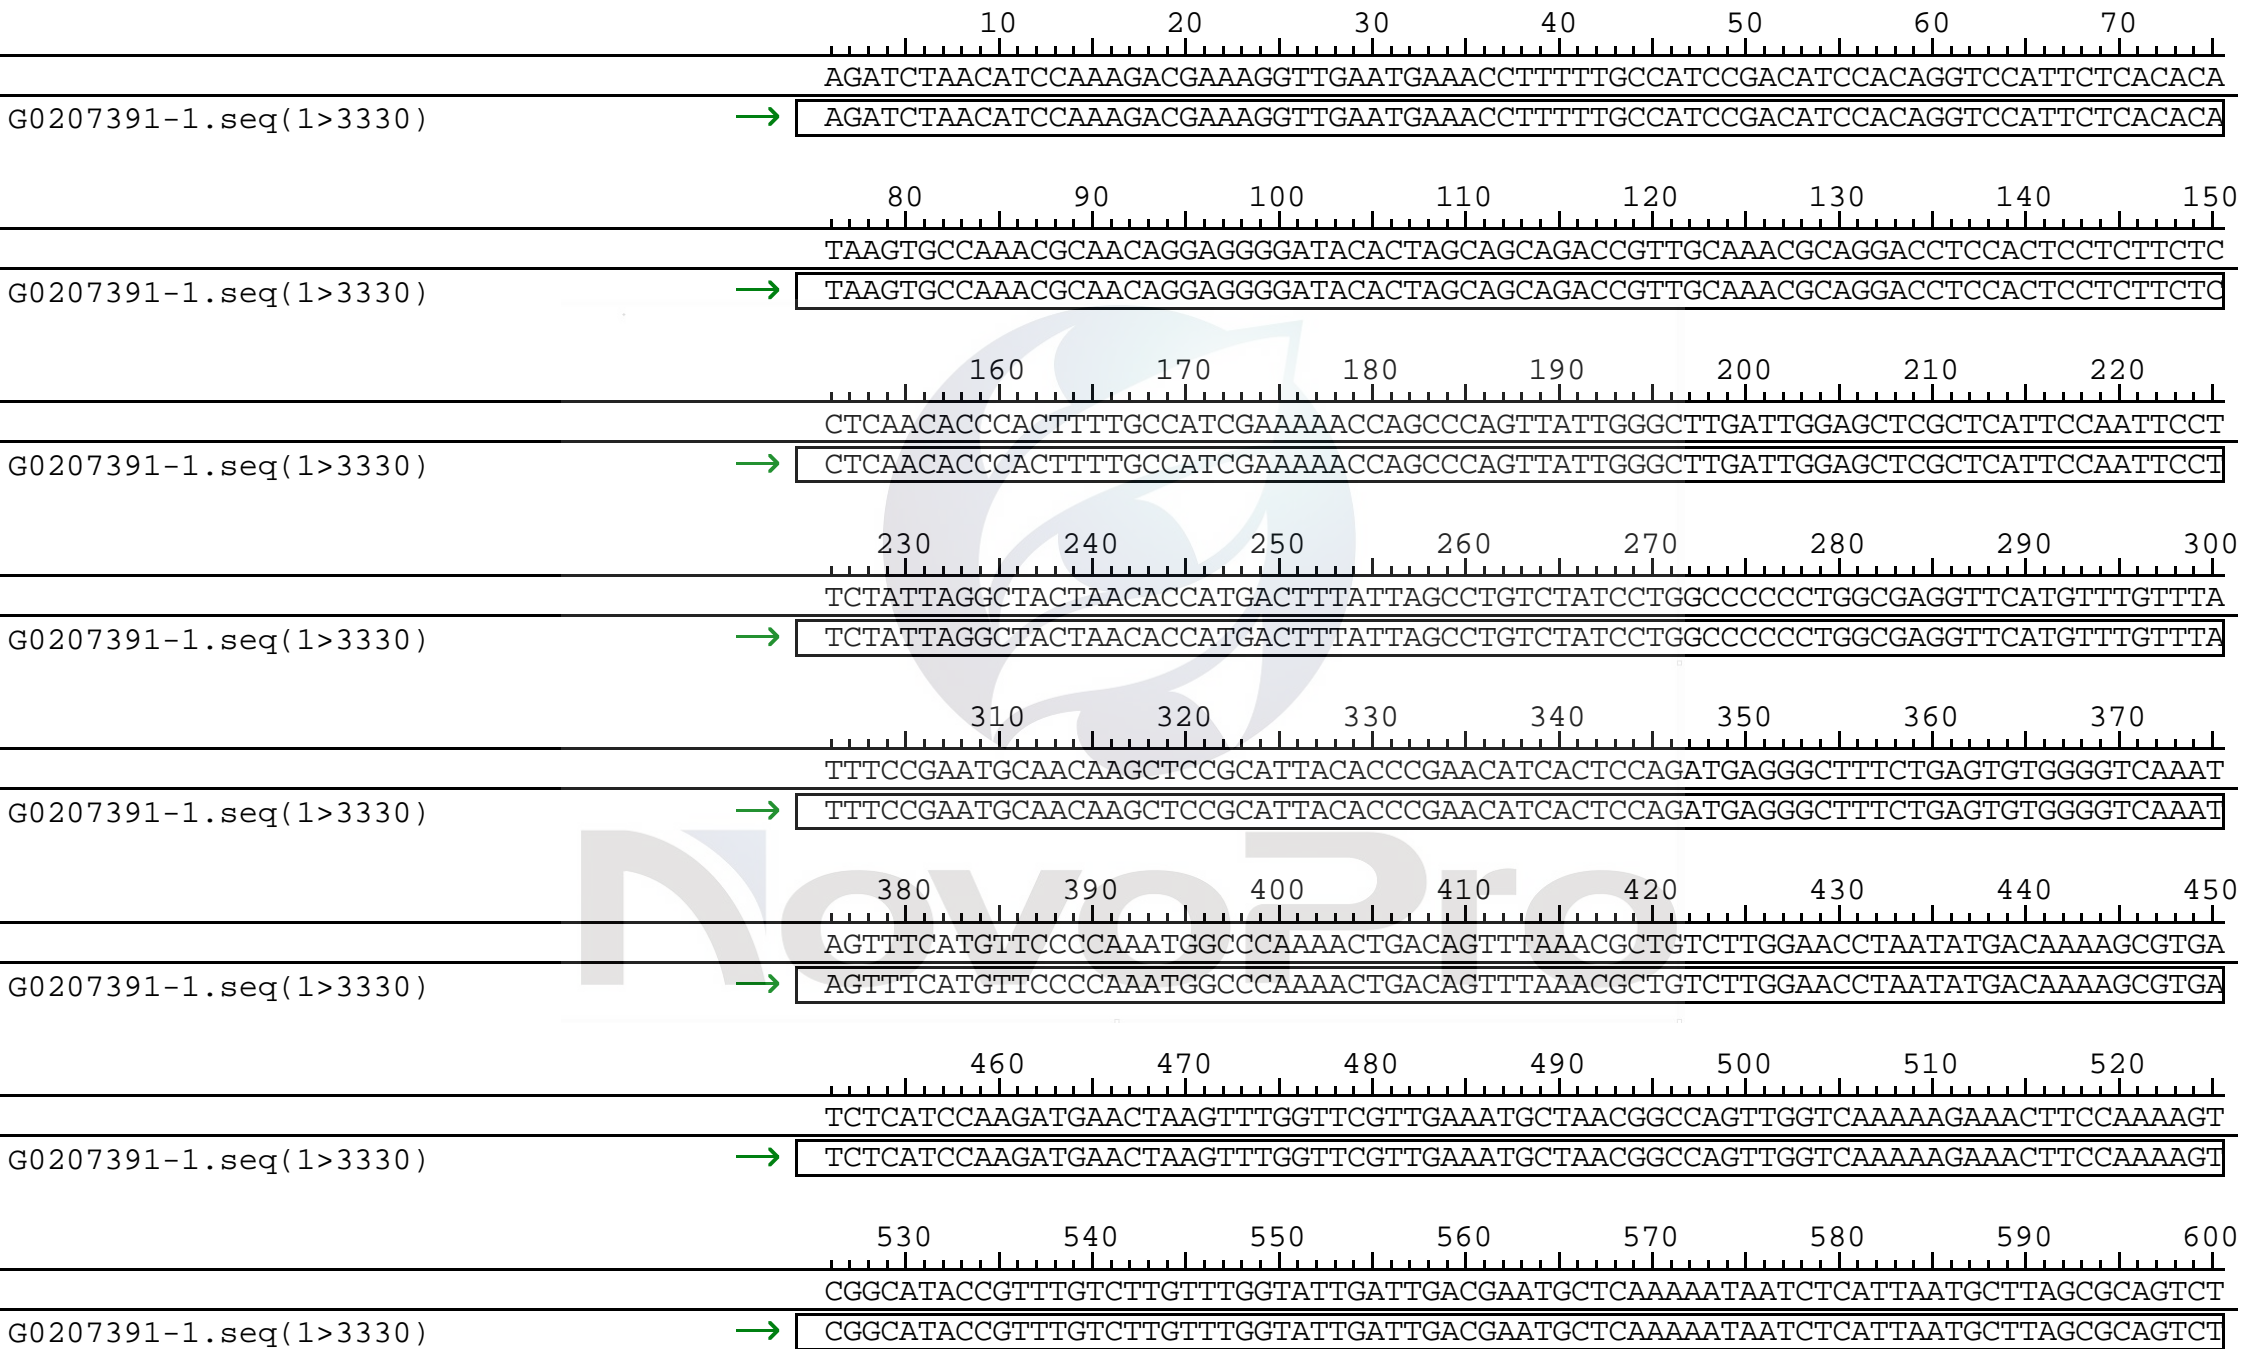 10 20 30 40 50 60 70
AGATCTAACATCCAAAGACGAAAGGTTGAATGAAACCTTTTTGCCATCCGACATCCACAGGTCCATTCTCACACA
G0207391-1.seq(1>3330) → AGATCTAACATCCAAAGACGAAAGGTTGAATGAAACCTTTTTGCCATCCGACATCCACAGGTCCATTCTCACACA
80 90 100 110 120 130 140 150
TAAGTGCCAAACGCAACAGGAGGGGATACACTAGCAGCAGACCGTTGCAAACGCAGGACCTCCACTCCTCTTCTC
G0207391-1.seq(1>3330) → TAAGTGCCAAACGCAACAGGAGGGGATACACTAGCAGCAGACCGTTGCAAACGCAGGACCTCCACTCCTCTTCTC
160 170 180 190 200 210 220
CTCAACACCCACTTTTGCCATCGAAAAACCAGCCCAGTTATTGGGCTTGATTGGAGCTCGCTCATTCCAATTCCT
G0207391-1.seq(1>3330) → CTCAACACCCACTTTTGCCATCGAAAAACCAGCCCAGTTATTGGGCTTGATTGGAGCTCGCTCATTCCAATTCCT
230 240 250 260 270 280 290 300
TCTATTAGGCTACTAACACCATGACTTTATTAGCCTGTCTATCCTGGCCCCCCTGGCGAGGTTCATGTTTGTTTA
G0207391-1.seq(1>3330) → TCTATTAGGCTACTAACACCATGACTTTATTAGCCTGTCTATCCTGGCCCCCCTGGCGAGGTTCATGTTTGTTTA
310 320 330 340 350 360 370
TTTCCGAATGCAACAAGCTCCGCATTACACCCGAACATCACTCCAGATGAGGGCTTTCTGAGTGTGGGGTCAAAT
G0207391-1.seq(1>3330) → TTTCCGAATGCAACAAGCTCCGCATTACACCCGAACATCACTCCAGATGAGGGCTTTCTGAGTGTGGGGTCAAAT
NovoPro
380 390 400 410 420 430 440 450
AGTTTCATGTTCCCCAAATGGCCCAAAACTGACAGTTTAAACGCTGTCTTGGAACCTAATATGACAAAAGCGTGA
G0207391-1.seq(1>3330) → AGTTTCATGTTCCCCAAATGGCCCAAAACTGACAGTTTAAACGCTGTCTTGGAACCTAATATGACAAAAGCGTGA
460 470 480 490 500 510 520
TCTCATCCAAGATGAACTAAGTTTGGTTCGTTGAAATGCTAACGGCCAGTTGGTCAAAAAGAAACTTCCAAAAGT
G0207391-1.seq(1>3330) → TCTCATCCAAGATGAACTAAGTTTGGTTCGTTGAAATGCTAACGGCCAGTTGGTCAAAAAGAAACTTCCAAAAGT
530 540 550 560 570 580 590 600
CGGCATACCGTTTGTCTTGTTTGGTATTGATTGACGAATGCTCAAAAATAATCTCATTAATGCTTAGCGCAGTCT
G0207391-1.seq(1>3330) → CGGCATACCGTTTGTCTTGTTTGGTATTGATTGACGAATGCTCAAAAATAATCTCATTAATGCTTAGCGCAGTCT